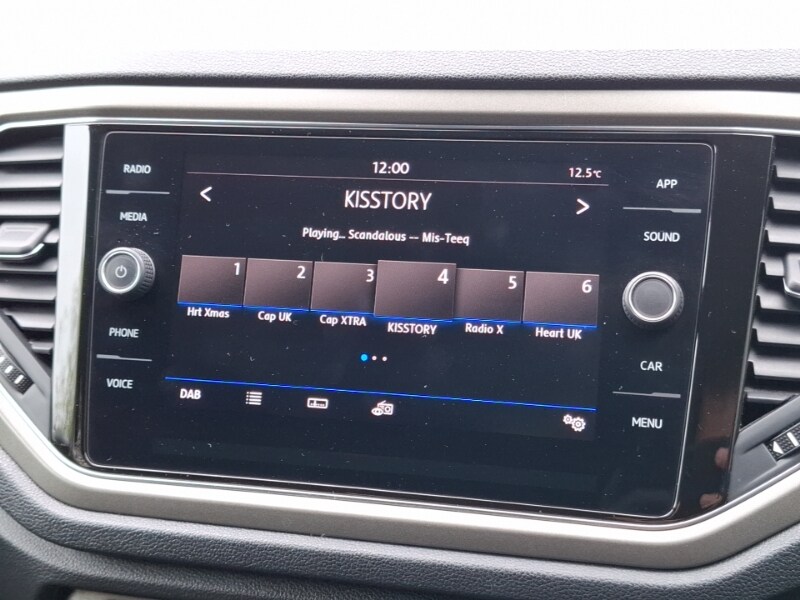 12:00
12.5°C
RADIO
APP
< KISSTORY >
MEDIA
SOUND
Playing... Scandalous -- Mis-Teeq
1 2 3 4 5 6
Hrt Xmas Cap UK Cap XTRA KISSTORY Radio X Heart UK
PHONE
CAR
VOICE
DAB
MENU